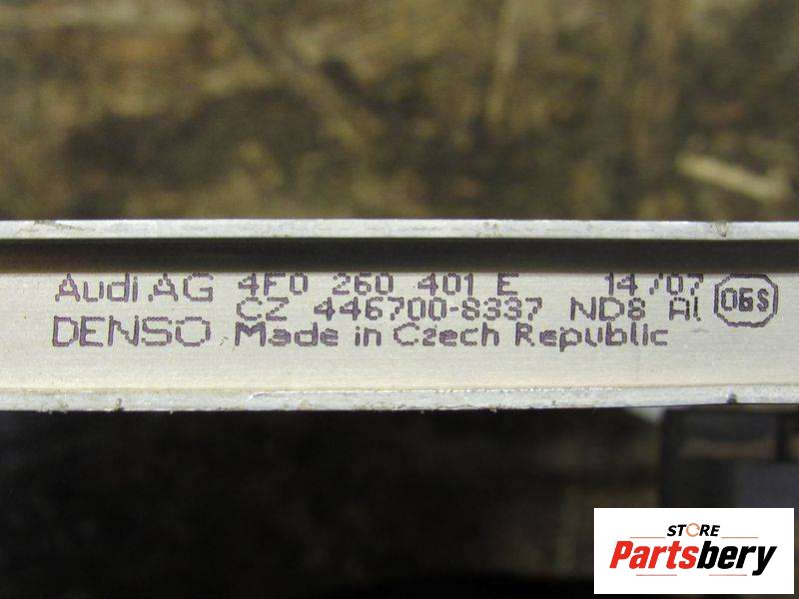 Audi AG 4F0 260 401 E 14/07
CZ 446700-8337 ND8 Al
DENSO Made in Czech Republic
06S
STORE
Partsbery